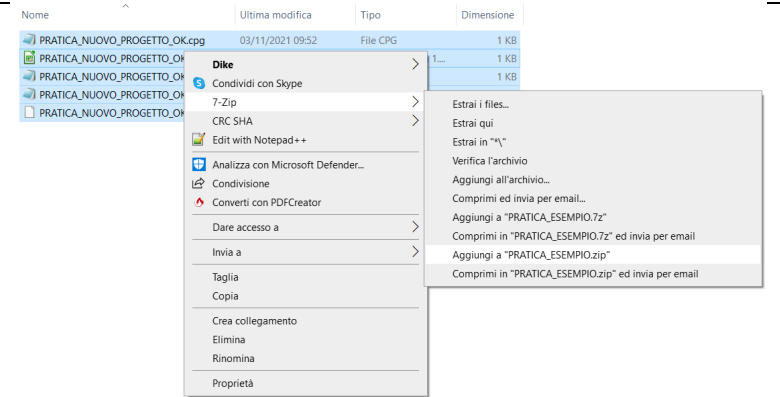 Nome Ultima modifica Tipo Dimensione
PRATICA_NUOVO_PROGETTO_OK.cpg 03/11/2021 09:52 File CPG 1 KB
PRATICA_NUOVO_PROGETTO_OK 1.... 1 KB
PRATICA_NUOVO_PROGETTO_OK 1 KB
PRATICA_NUOVO_PROGETTO_OK
PRATICA_NUOVO_PROGETTO_OK
Dike
Condividi con Skype
7-Zip
CRC SHA
Edit with Notepad++
Analizza con Microsoft Defender...
Condivisione
Converti con PDFCreator
Dare accesso a
Invia a
Taglia
Copia
Crea collegamento
Elimina
Rinomina
Proprietà
Estrai i files...
Estrai qui
Estrai in "*\"
Verifica l'archivio
Aggiungi all'archivio...
Comprimi ed invia per email...
Aggiungi a "PRATICA_ESEMPIO.7z"
Comprimi in "PRATICA_ESEMPIO.7z" ed invia per email
Aggiungi a "PRATICA_ESEMPIO.zip"
Comprimi in "PRATICA_ESEMPIO.zip" ed invia per email